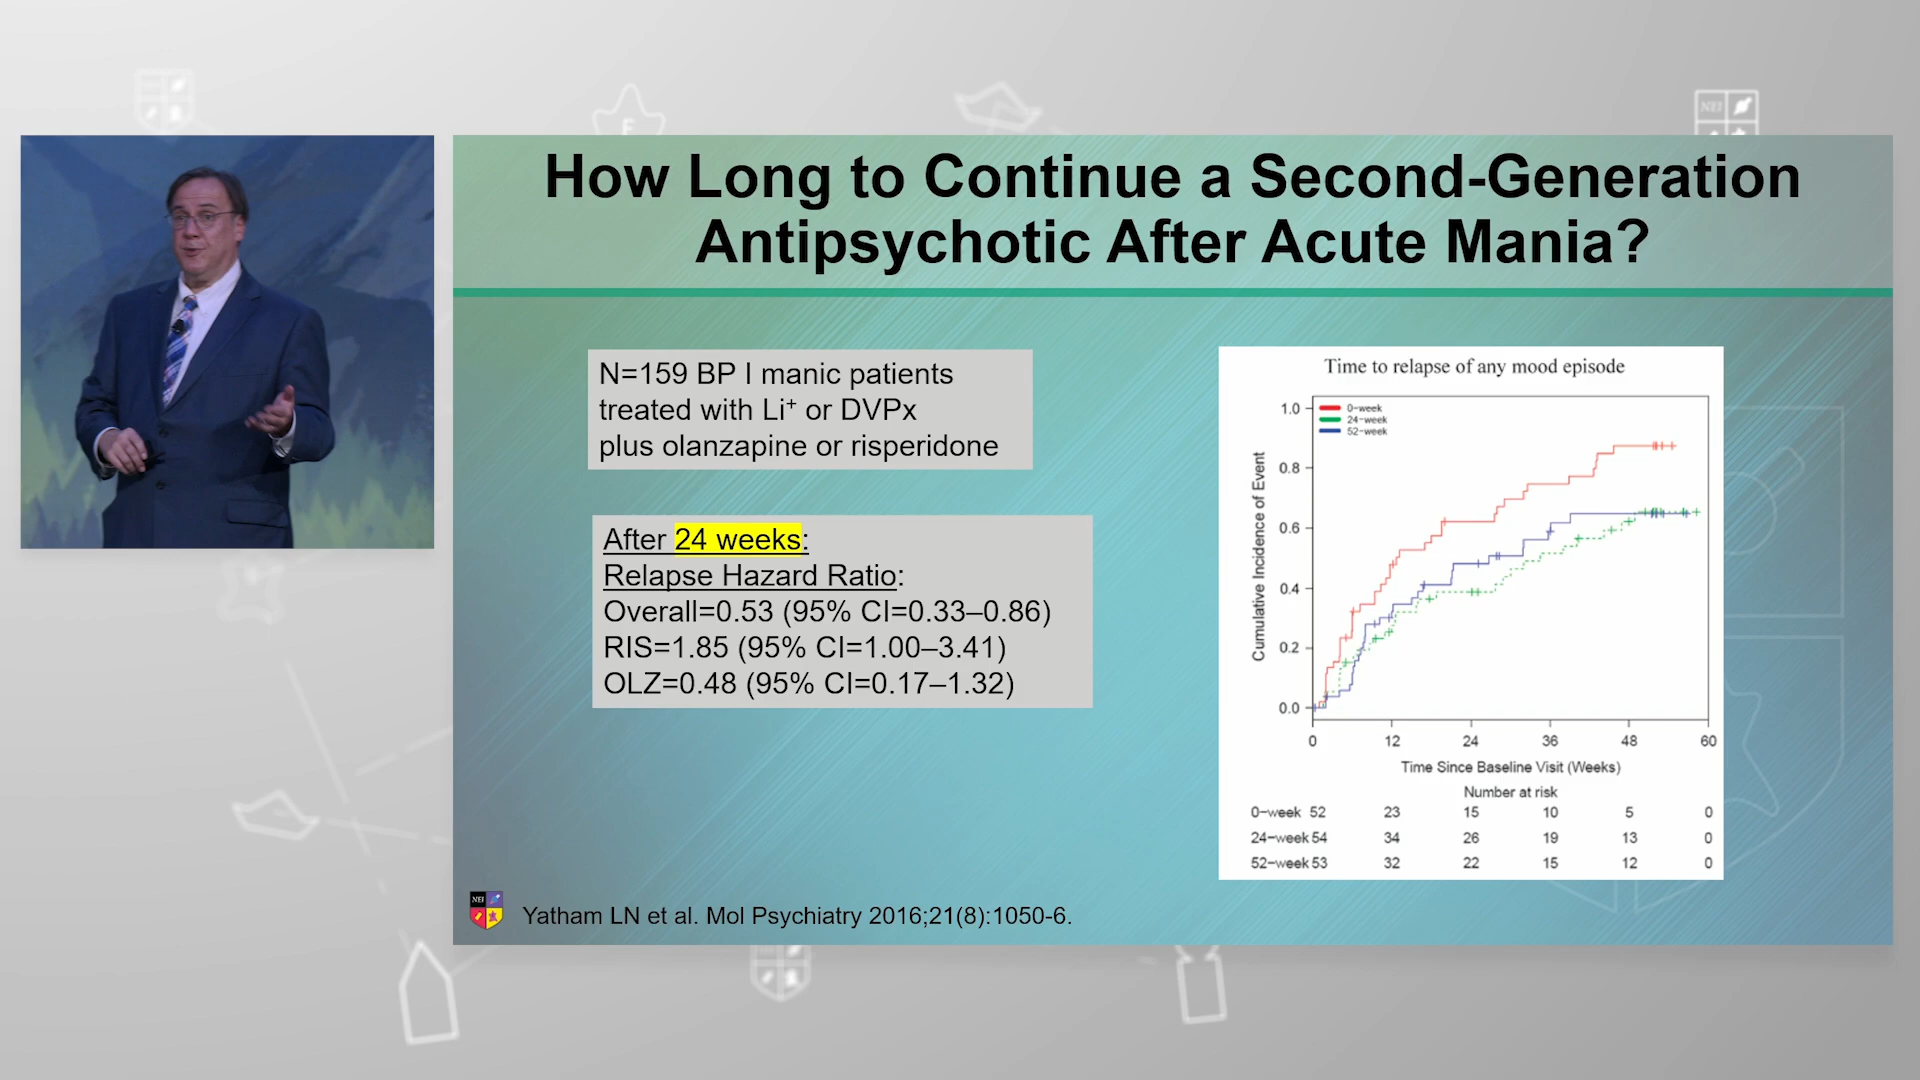 How Long to Continue a Second-Generation
Antipsychotic After Acute Mania?
N=159 BP I manic patients
treated with Li⁺ or DVPx
plus olanzapine or risperidone
After 24 weeks:
Relapse Hazard Ratio:
Overall=0.53 (95% CI=0.33–0.86)
RIS=1.85 (95% CI=1.00–3.41)
OLZ=0.48 (95% CI=0.17–1.32)
Time to relapse of any mood episode
0-week
24-week
52-week
Cumulative Incidence of Event
1.0
0.8
0.6
0.4
0.2
0.0
0 12 24 36 48 60
Time Since Baseline Visit (Weeks)
Number at risk
0-week 52 23 15 10 5 0
24-week 54 34 26 19 13 0
52-week 53 32 22 15 12 0
NEI
Yatham LN et al. Mol Psychiatry 2016;21(8):1050-6.
NEI
F